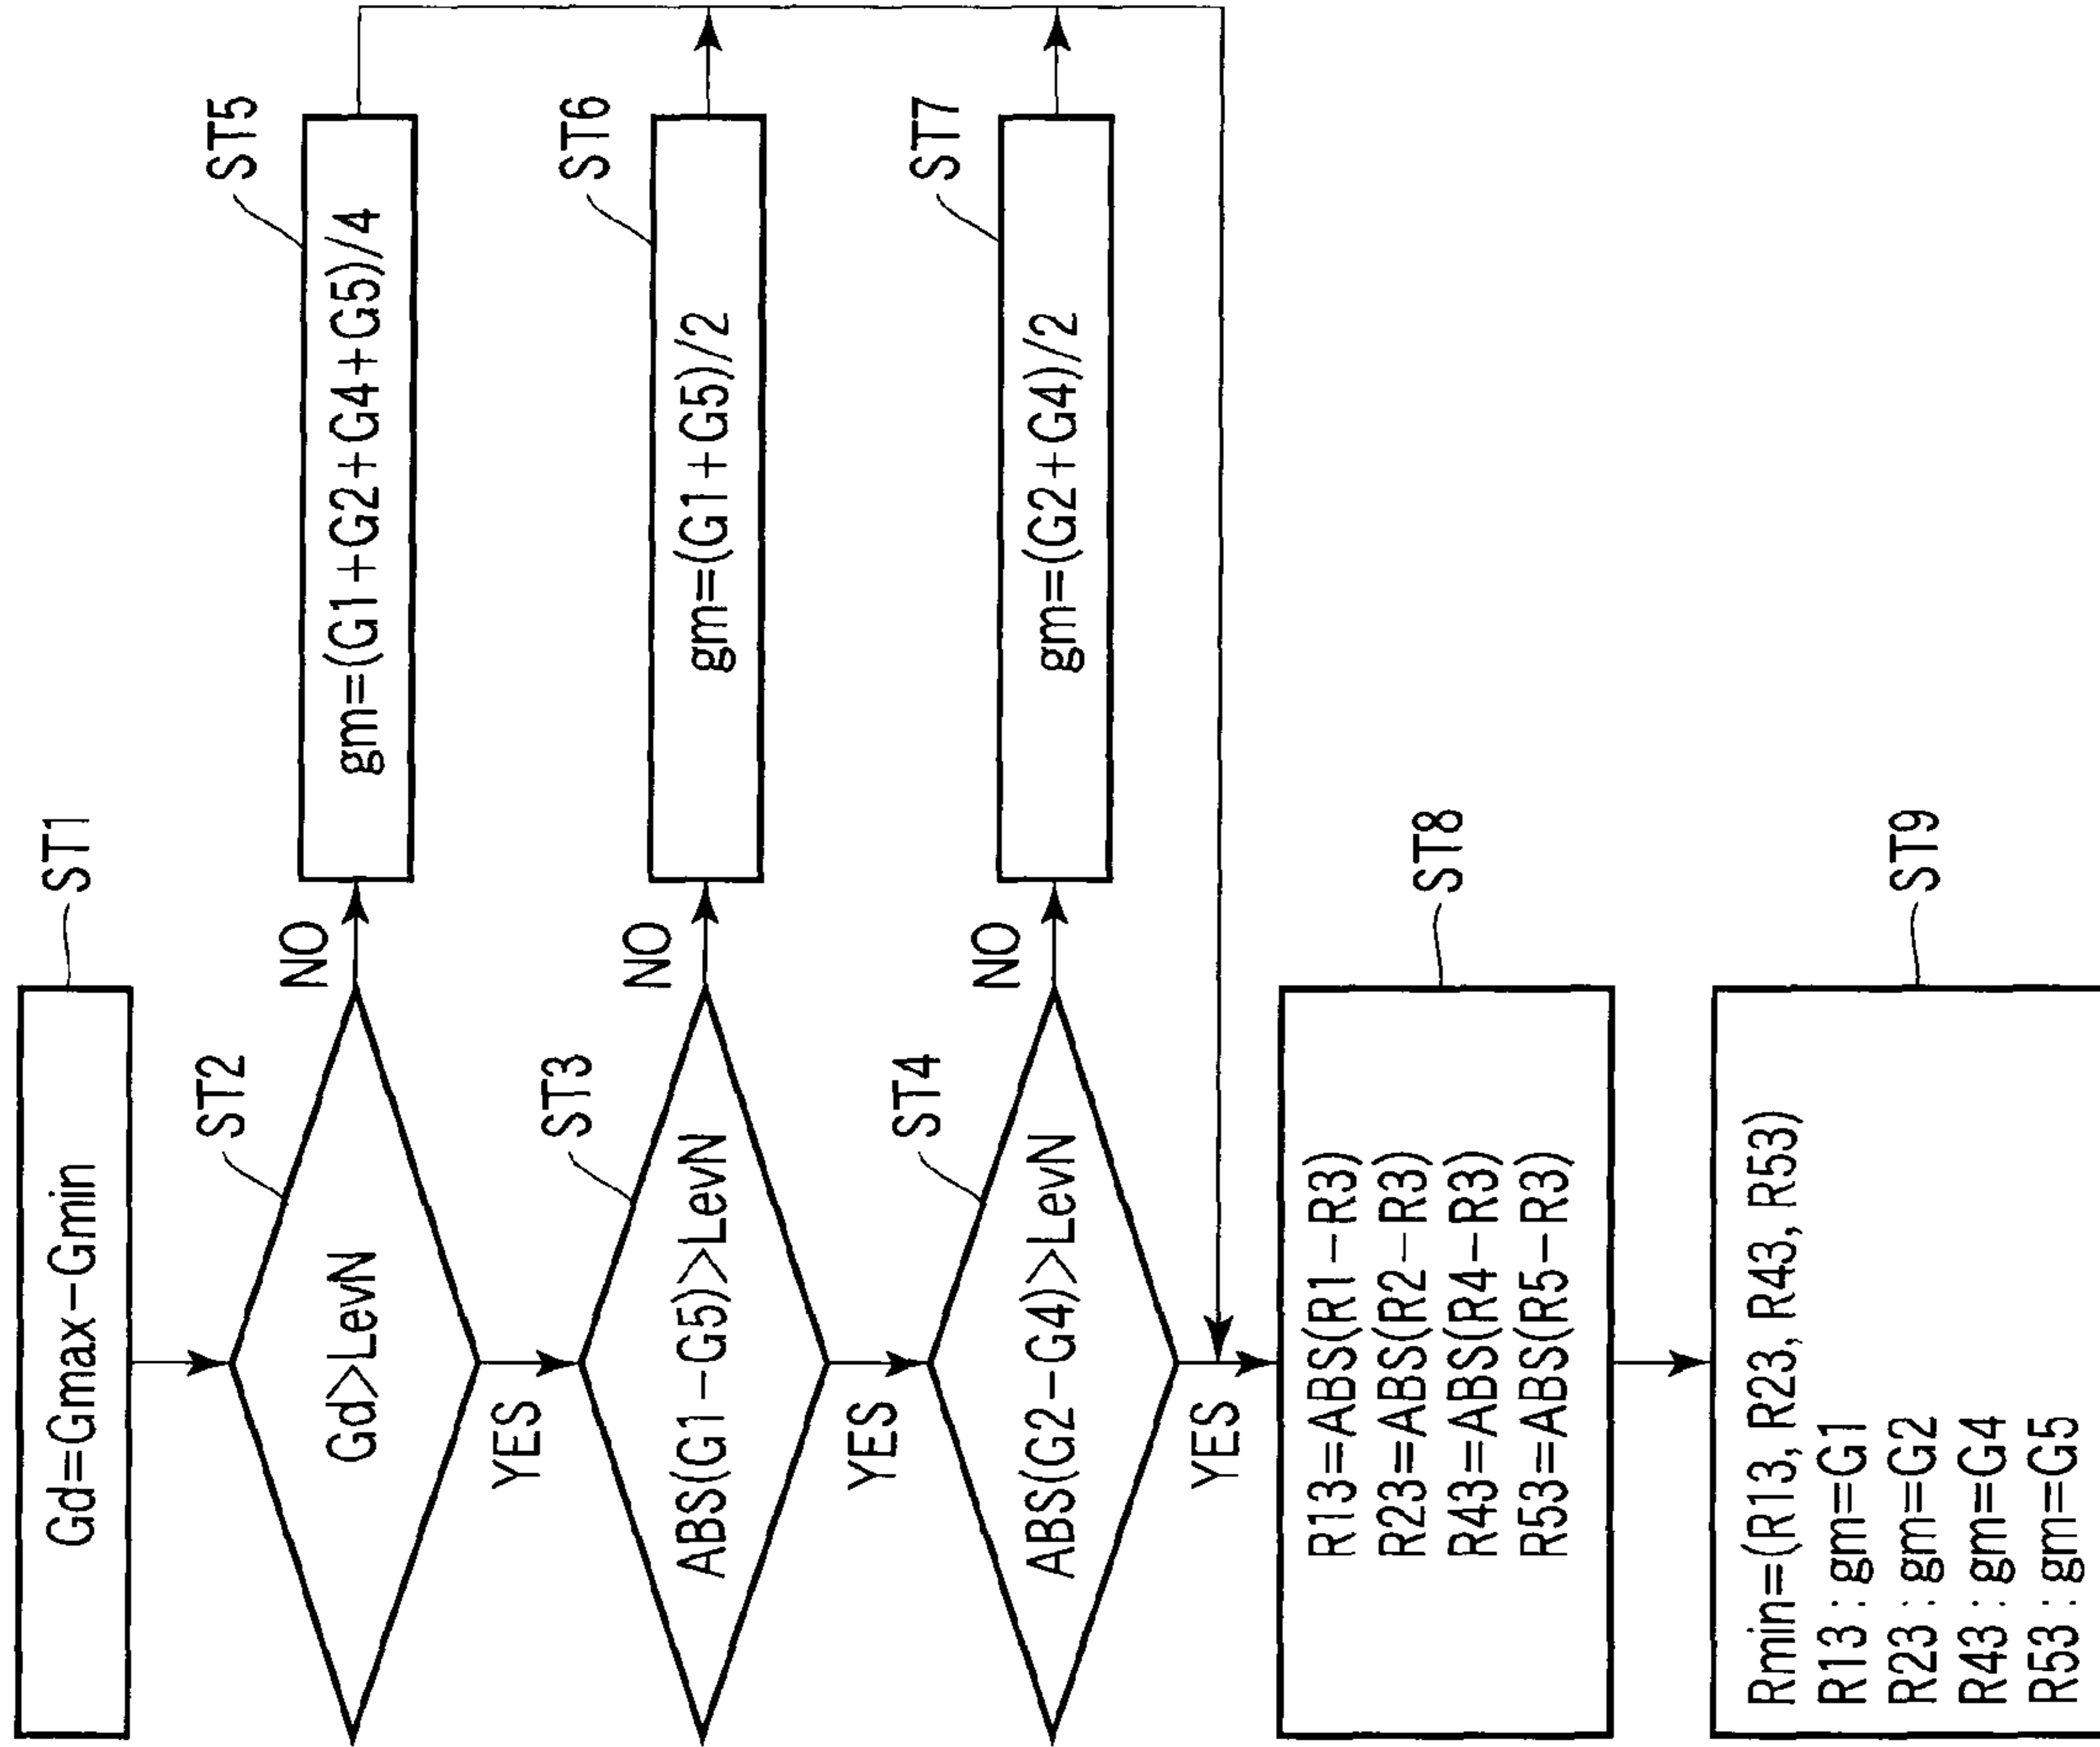 ST1
Gd=Gmax-Gmin
ST2
Gd>LevN
NO
YES
ST5
gm=(G1+G2+G4+G5)/4
ST3
ABS(G1-G5)>LevN
NO
YES
ST6
gm=(G1+G5)/2
ST4
ABS(G2-G4)>LevN
NO
YES
ST7
gm=(G2+G4)/2
ST8
R13=ABS(R1-R3)
R23=ABS(R2-R3)
R43=ABS(R4-R3)
R53=ABS(R5-R3)
ST9
Rmin=(R13, R23, R43, R53)
R13:gm=G1
R23:gm=G2
R43:gm=G4
R53:gm=G5